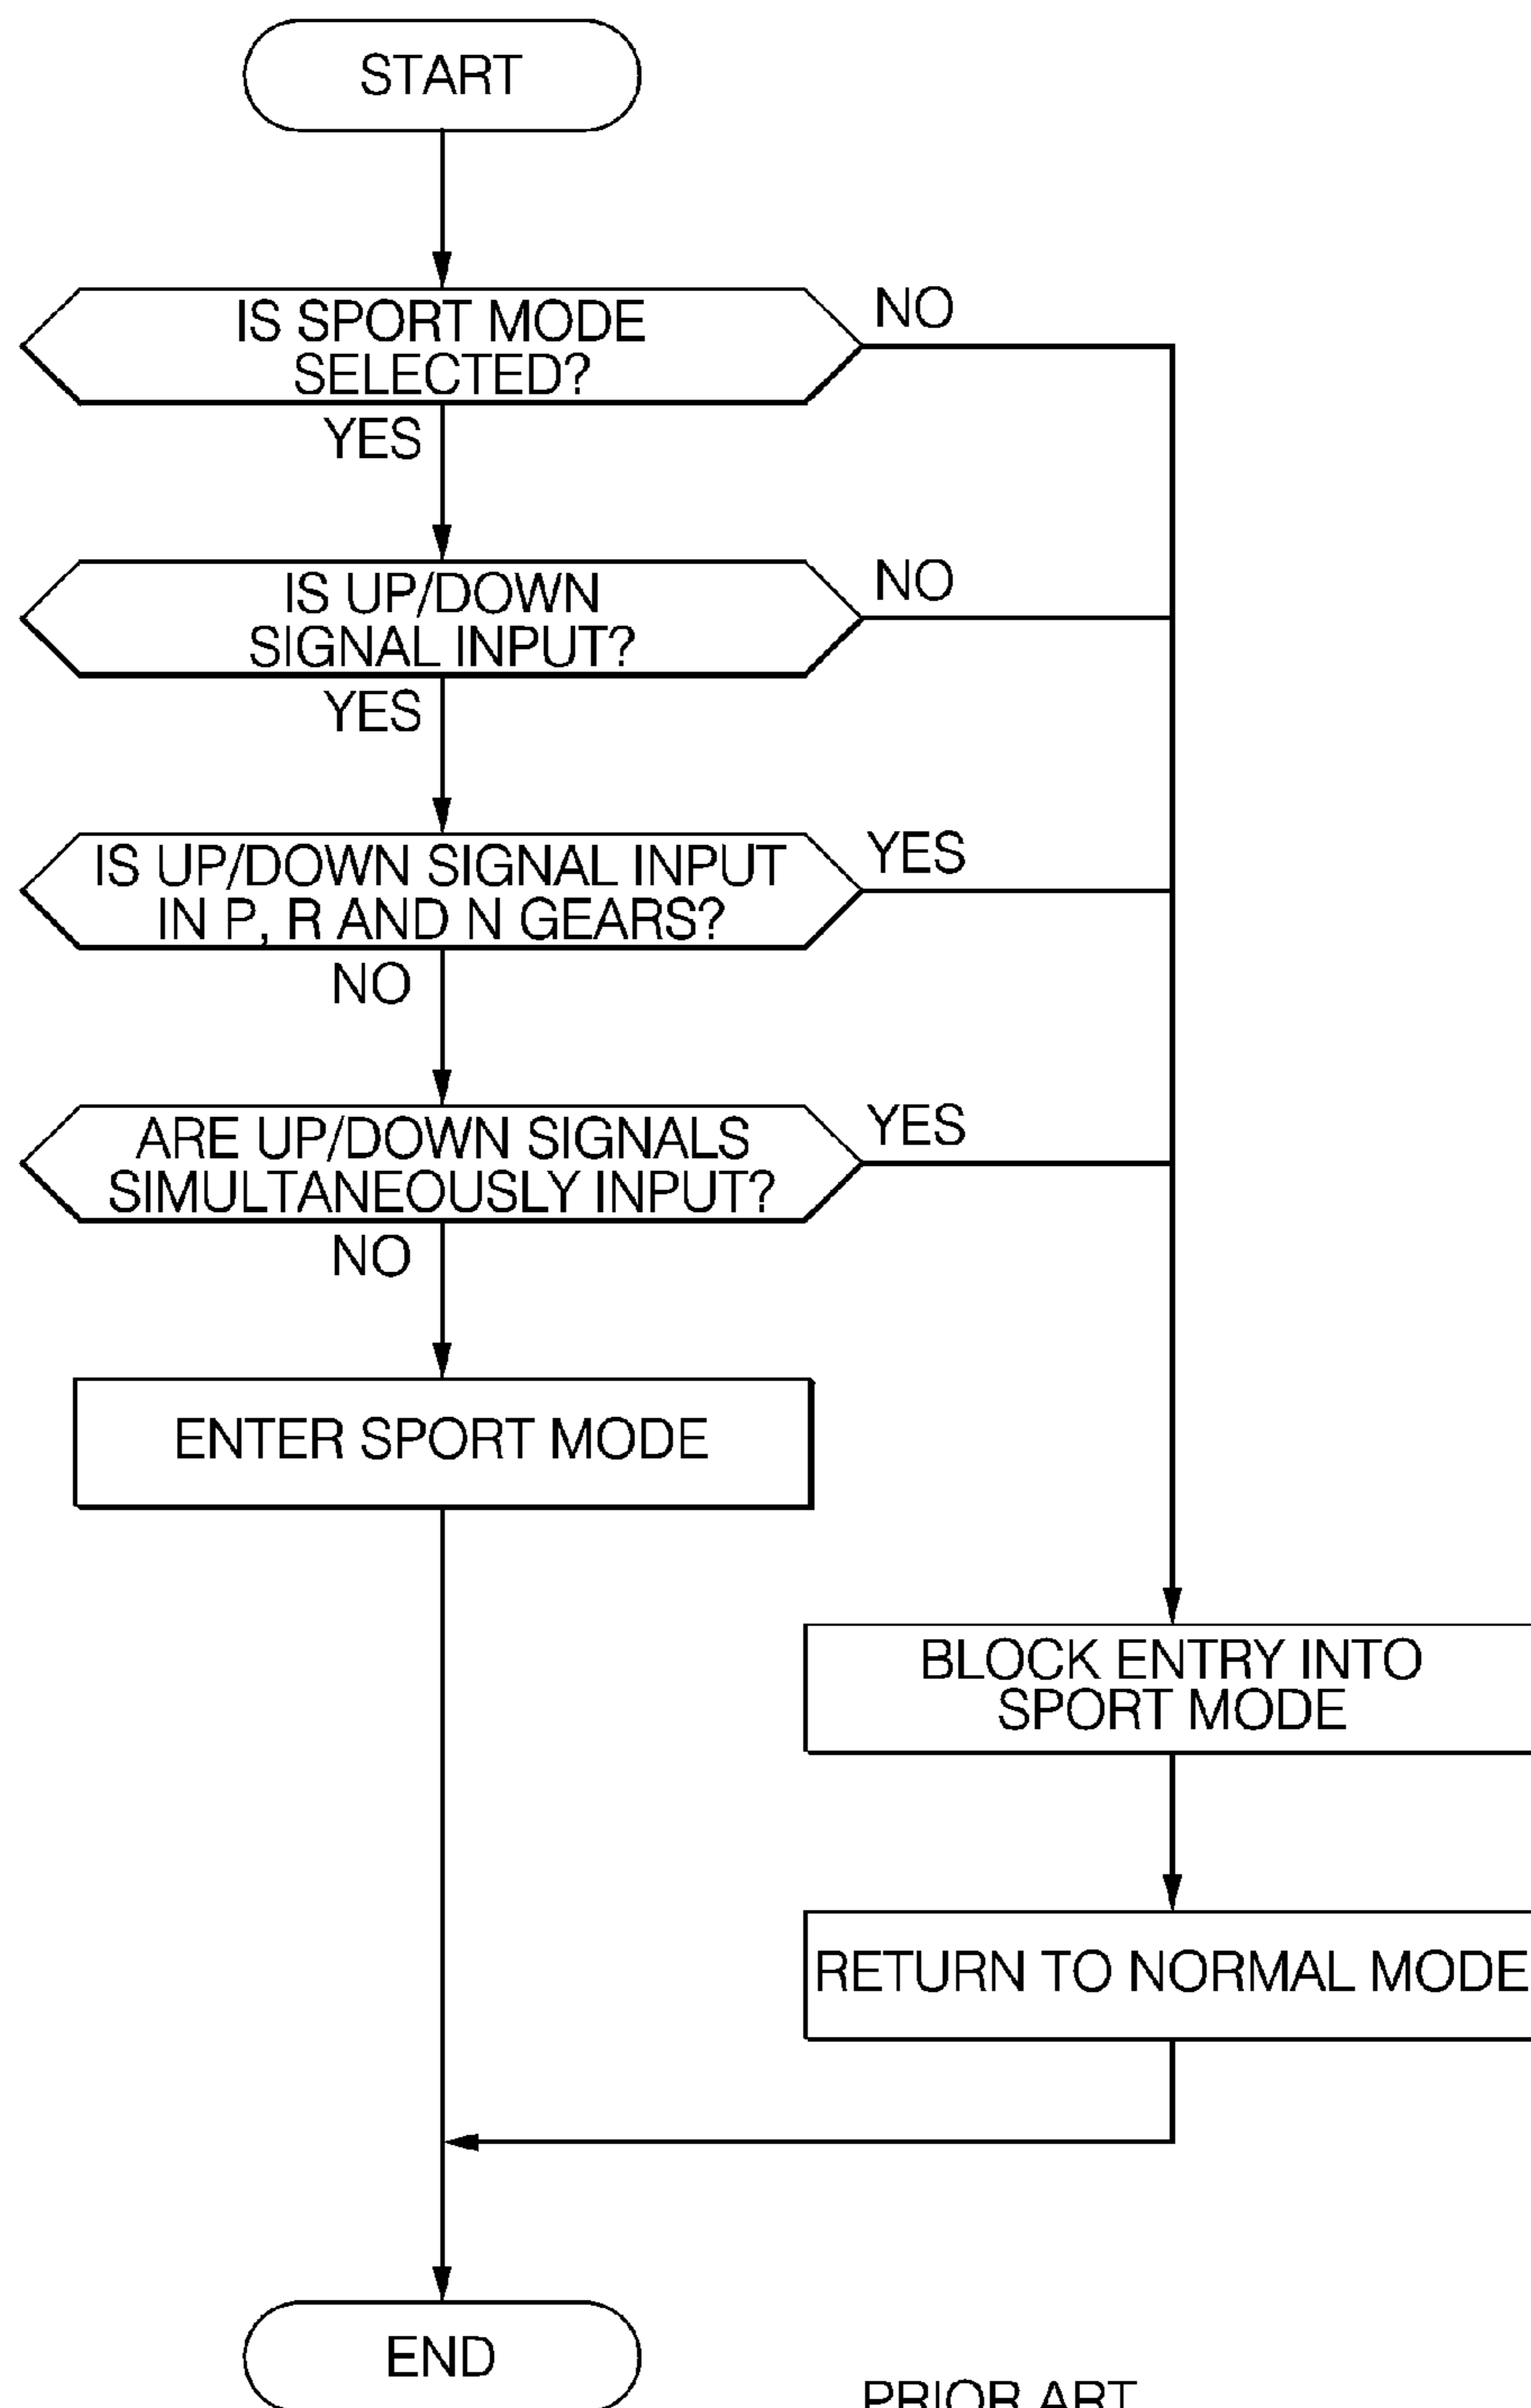 START
IS SPORT MODE
SELECTED?
NO
YES
IS UP/DOWN
SIGNAL INPUT?
NO
YES
IS UP/DOWN SIGNAL INPUT
IN P, R AND N GEARS?
YES
NO
ARE UP/DOWN SIGNALS
SIMULTANEOUSLY INPUT?
YES
NO
ENTER SPORT MODE
BLOCK ENTRY INTO
SPORT MODE
RETURN TO NORMAL MODE
END
PRIOR ART